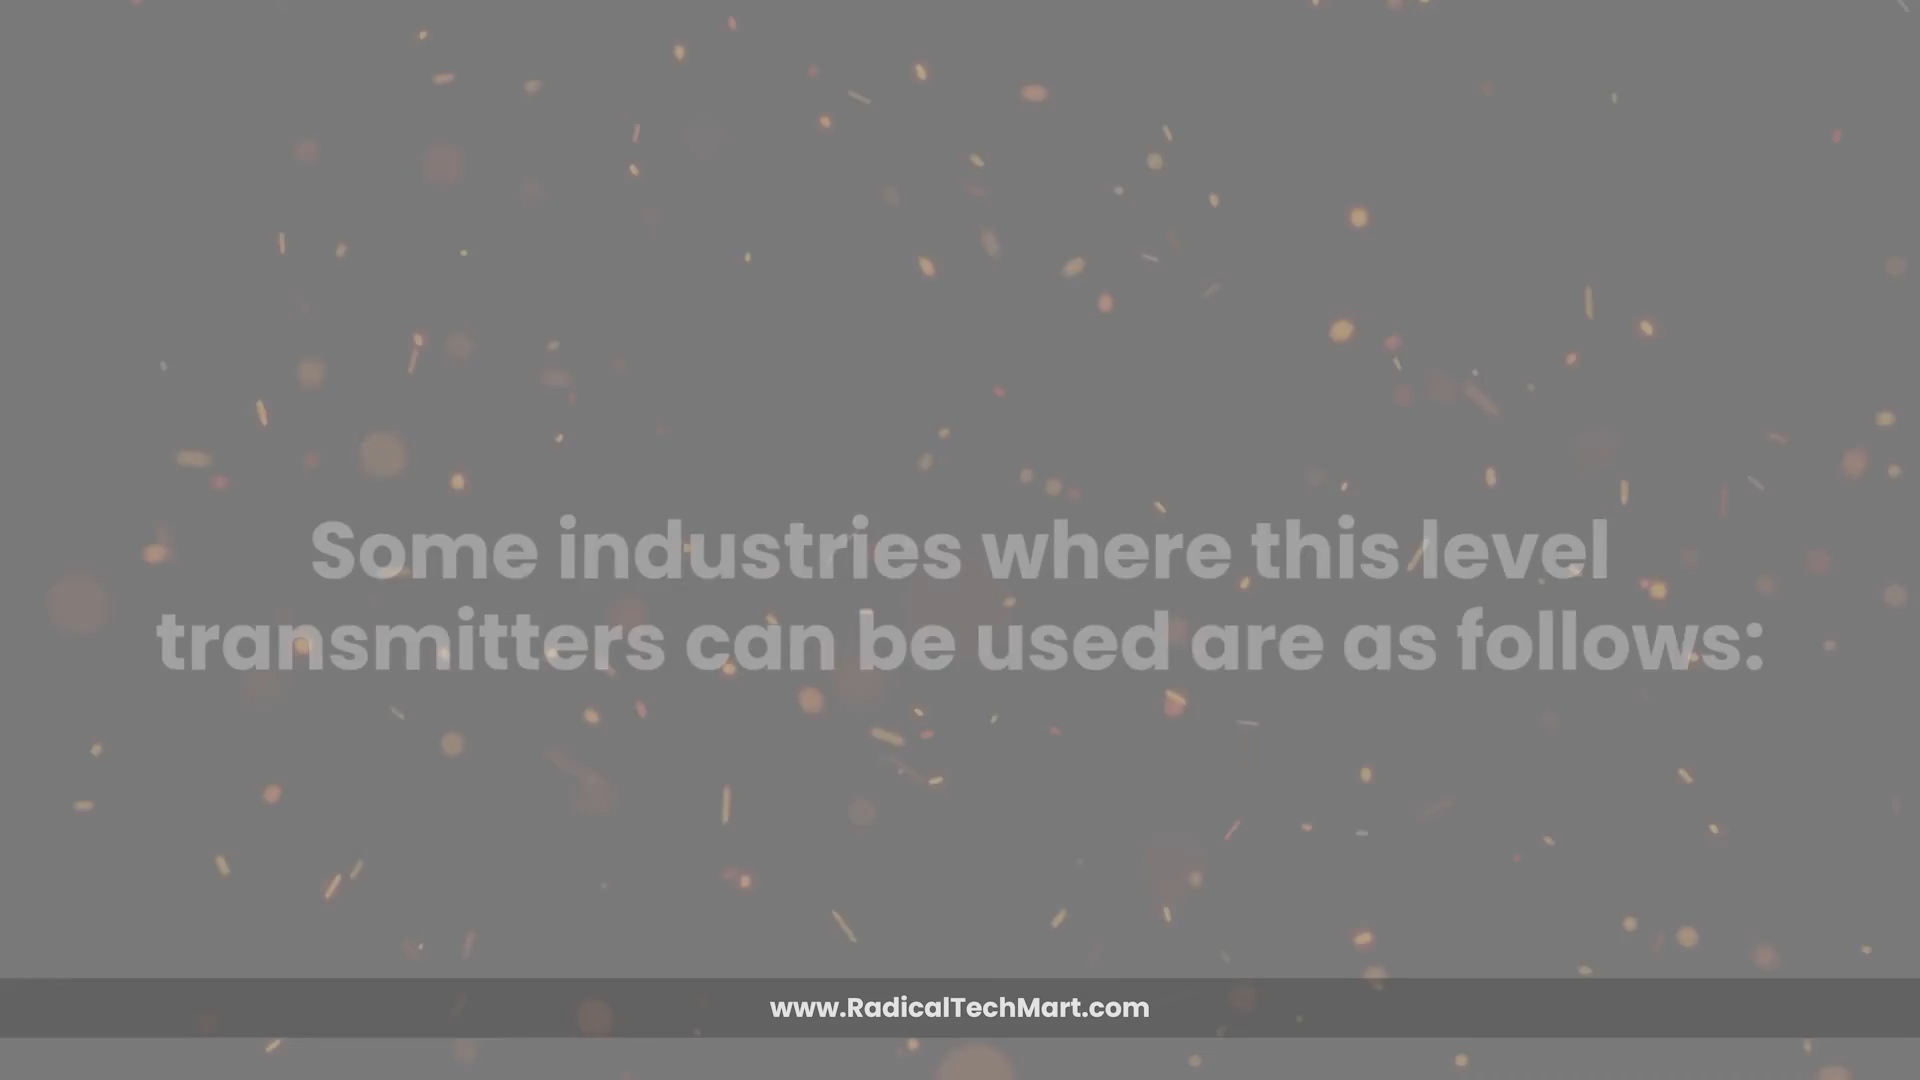 Some industries where this level
transmitters can be used are as follows:
www.RadicalTechMart.com